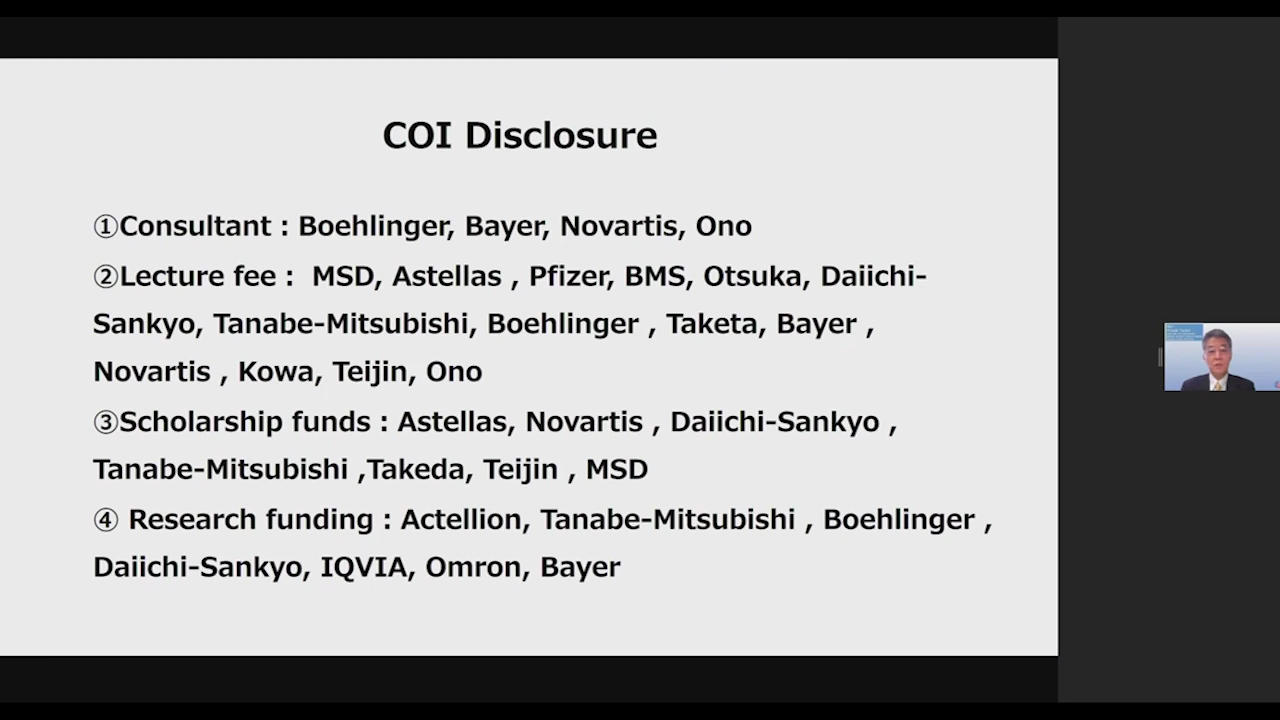 COI Disclosure
①Consultant : Boehlinger, Bayer, Novartis, Ono
②Lecture fee :  MSD, Astellas , Pfizer, BMS, Otsuka, Daiichi-
Sankyo, Tanabe-Mitsubishi, Boehlinger , Taketa, Bayer ,
Novartis , Kowa, Teijin, Ono
③Scholarship funds : Astellas, Novartis , Daiichi-Sankyo ,
Tanabe-Mitsubishi ,Takeda, Teijin , MSD
④ Research funding : Actellion, Tanabe-Mitsubishi , Boehlinger ,
Daiichi-Sankyo, IQVIA, Omron, Bayer